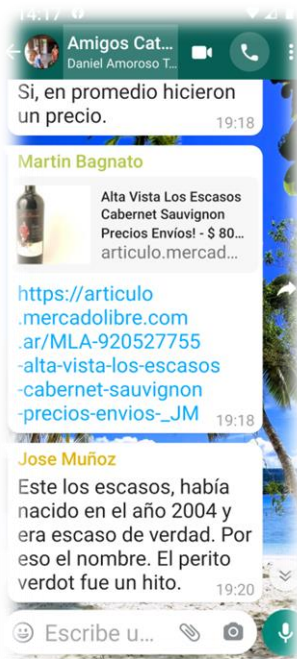 14:17
Amigos Cat...
Daniel Amoroso T...
Si, en promedio hicieron
un precio.
19:18
Martin Bagnato
Alta Vista Los Escasos
Cabernet Sauvignon
Precios Envíos! - $ 80...
articulo.mercad...
https://articulo
.mercadolibre.com
.ar/MLA-920527755
-alta-vista-los-escasos
-cabernet-sauvignon
-precios-envios-_JM
19:18
Jose Muñoz
Este los escasos, había
nacido en el año 2004 y
era escaso de verdad. Por
eso el nombre. El perito
verdot fue un hito.
19:20
Escribe u...